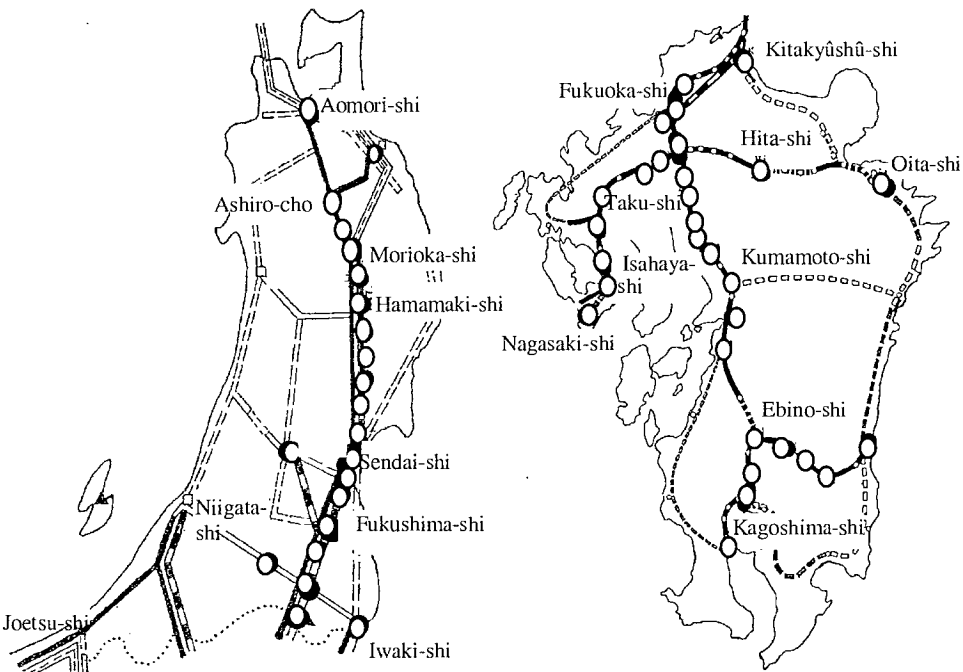 Aomori-shi
Ashiro-cho
Morioka-shi
Hamamaki-shi
Sendai-shi
Niigata-
shi
Fukushima-shi
Joetsu-shi
Iwaki-shi
Kitakyûshû-shi
Fukuoka-shi
Hita-shi
Oita-shi
Taku-shi
Isahaya-
shi
Kumamoto-shi
Nagasaki-shi
Ebino-shi
Kagoshima-shi